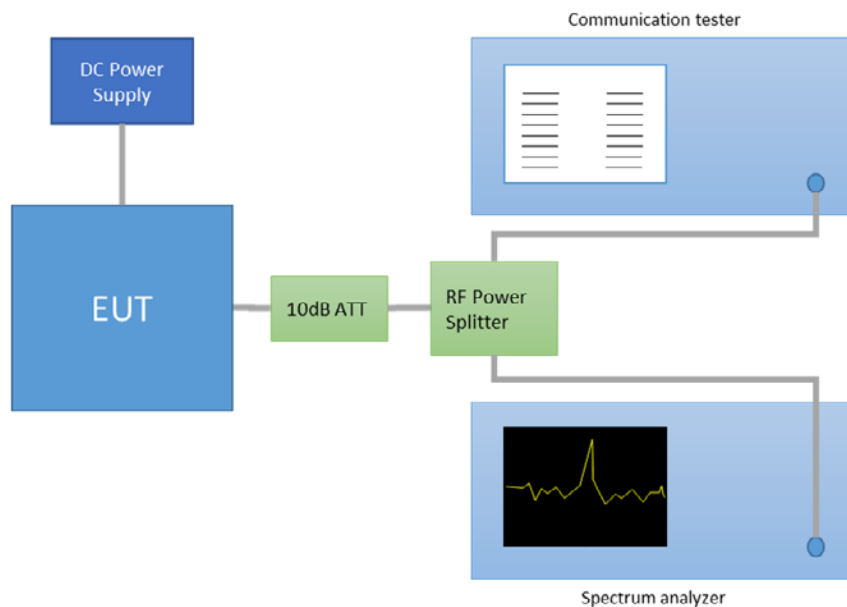 Communication tester
DC Power
Supply
EUT
10dB ATT
RF Power
Splitter
Spectrum analyzer